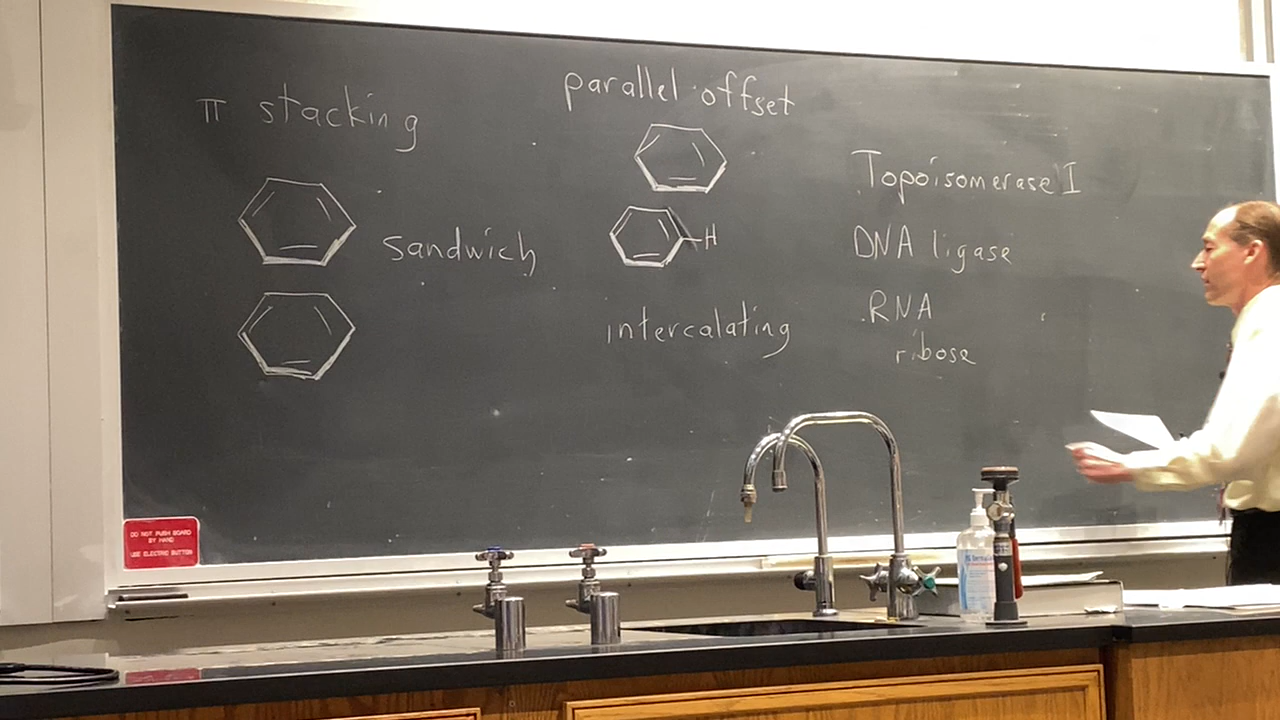 π stacking
sandwich
parallel offset
H
intercalating
Topoisomerase I
DNA ligase
RNA
ribose
DO NOT PUSH BOARD
BY HAND
USE ELECTRIC BUTTON